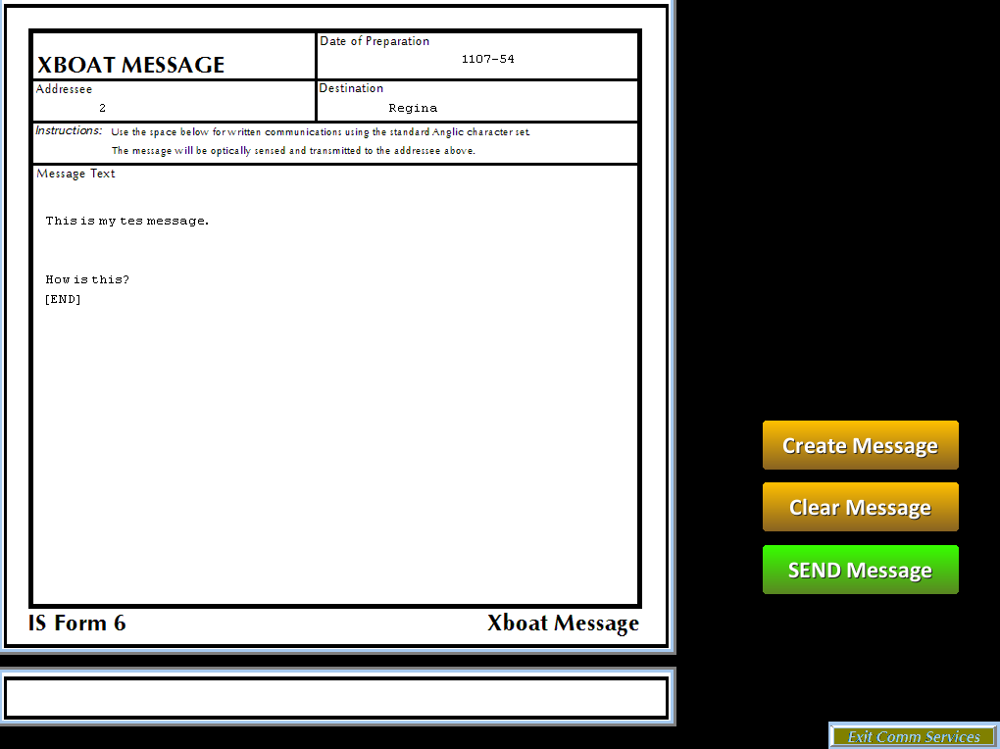 XBOAT MESSAGE
Date of Preparation
1107-54
Addressee
2
Destination
Regina
Instructions: Use the space below for written communications using the standard Anglic character set.
The message will be optically sensed and transmitted to the addressee above.
Message Text
This is my tes message.
How is this?
[END]
IS Form 6
Xboat Message
Create Message
Clear Message
SEND Message
Exit Comm Services